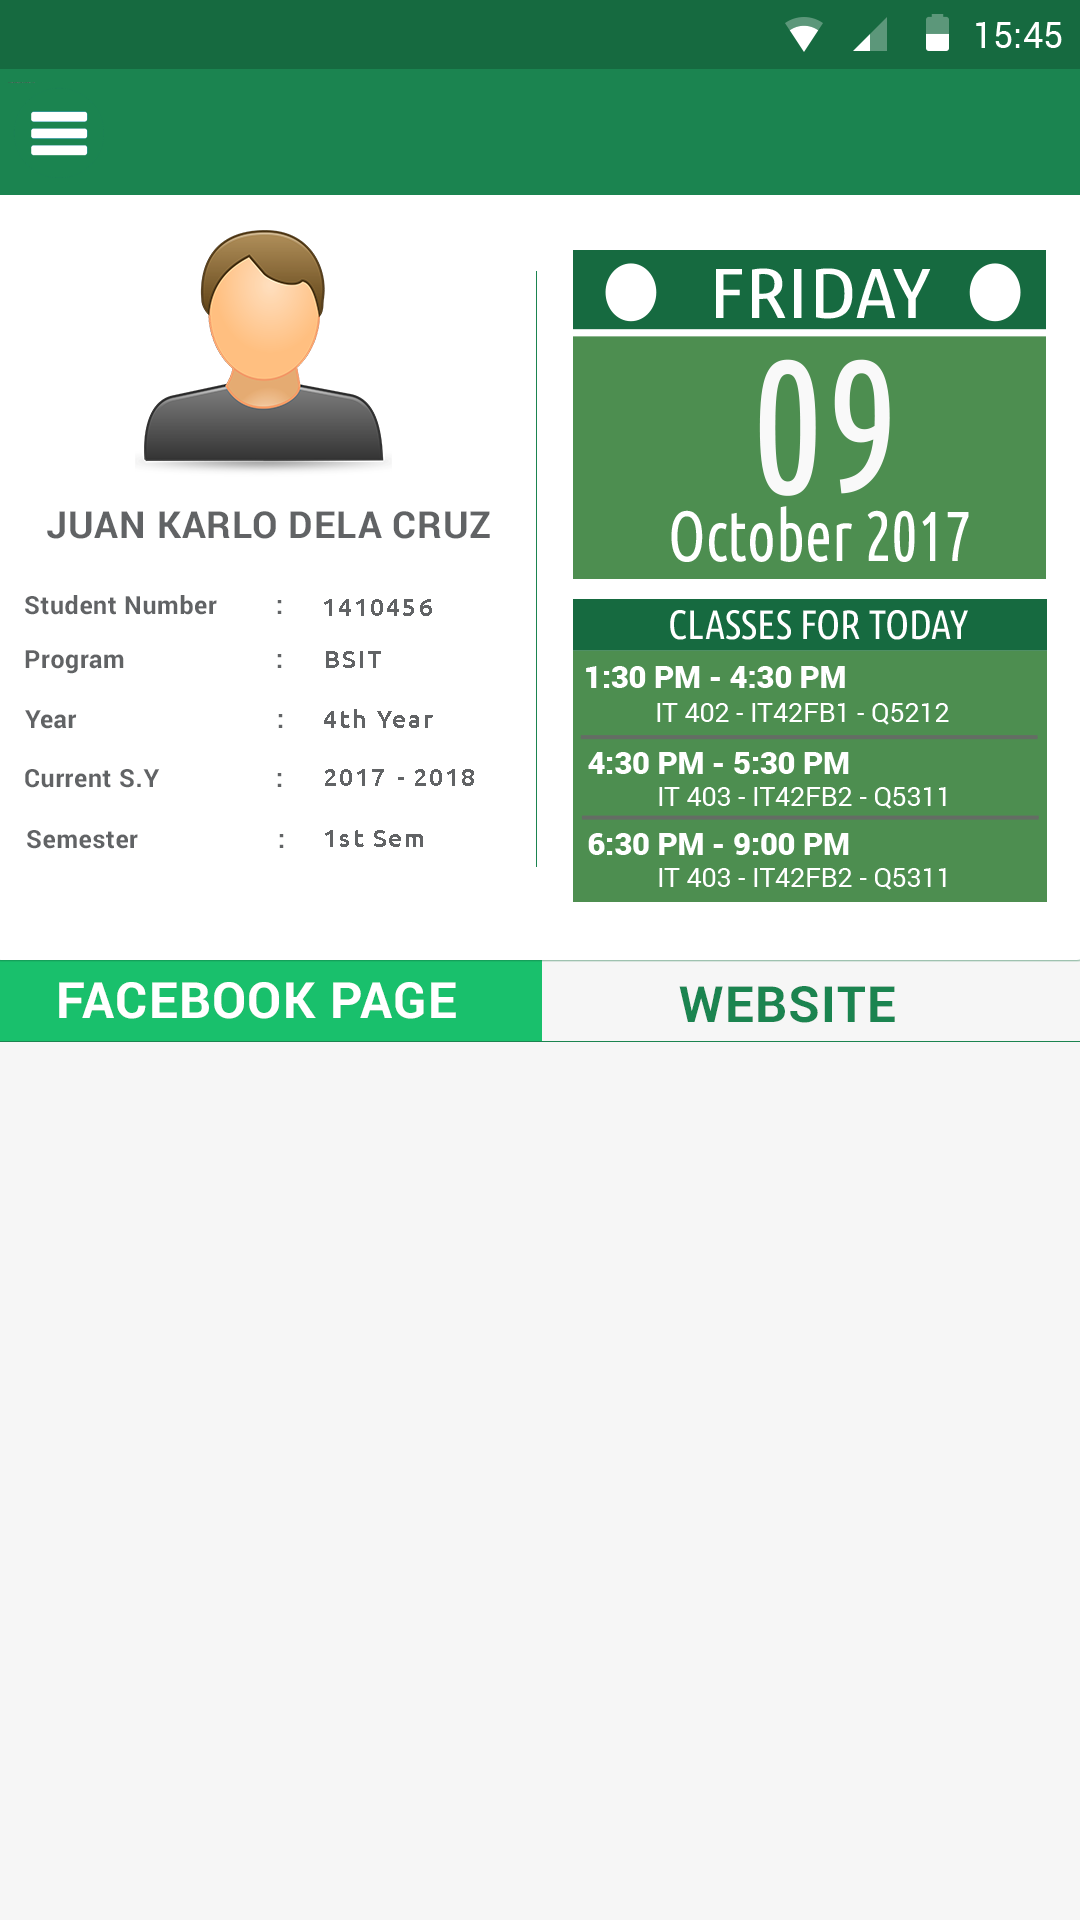 15:45
JUAN KARLO DELA CRUZ
Student Number : 1410456
Program : BSIT
Year : 4th Year
Current S.Y : 2017 - 2018
Semester : 1st Sem
FRIDAY
09
October 2017
CLASSES FOR TODAY
1:30 PM - 4:30 PM
IT 402 - IT42FB1 - Q5212
4:30 PM - 5:30 PM
IT 403 - IT42FB2 - Q5311
6:30 PM - 9:00 PM
IT 403 - IT42FB2 - Q5311
FACEBOOK PAGE
WEBSITE